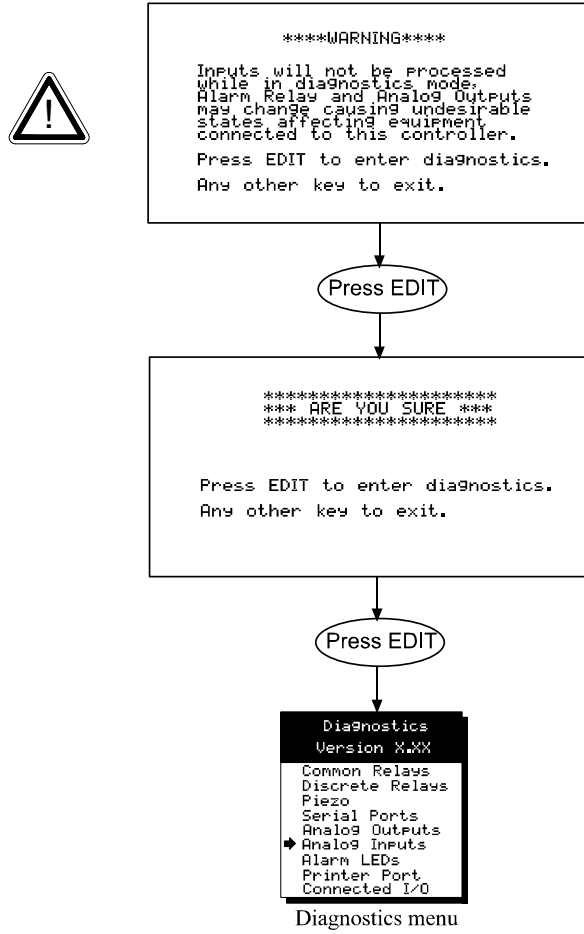 ****WARNING****
Inputs will not be processed
while in diagnostics mode,
Alarm Relay and Analog Outputs
may change causing undesirable
states affecting equipment
connected to this controller.
Press EDIT to enter diagnostics.
Any other key to exit.
!
Press EDIT
**********************
*** ARE YOU SURE ***
**********************
Press EDIT to enter diagnostics.
Any other key to exit.
Press EDIT
Diagnostics
Version X.XX
Common Relays
Discrete Relays
Piezo
Serial Ports
Analog Outputs
Analog Inputs
Alarm LEDs
Printer Port
Connected I/O
Diagnostics menu